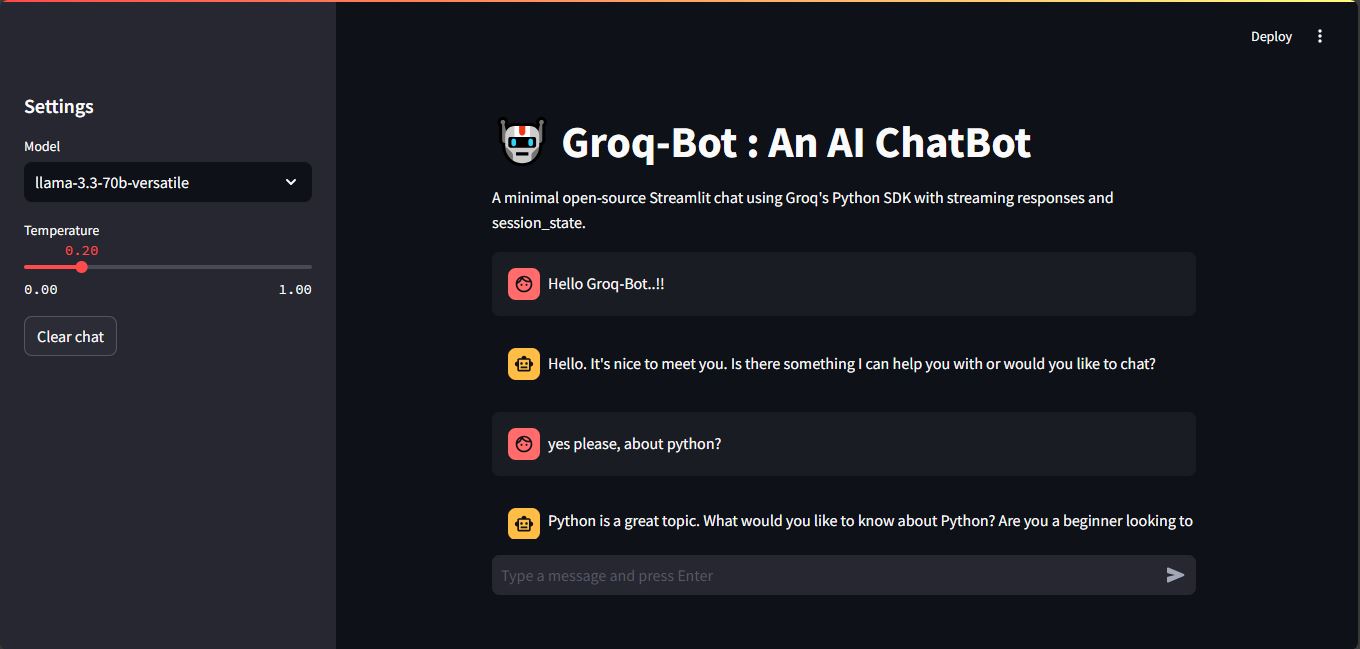 Deploy
Settings
Model
llama-3.3-70b-versatile
Temperature
0.20
0.00 1.00
Clear chat
Groq-Bot : An AI ChatBot
A minimal open-source Streamlit chat using Groq's Python SDK with streaming responses and
session_state.
Hello Groq-Bot..!!
Hello. It's nice to meet you. Is there something I can help you with or would you like to chat?
yes please, about python?
Python is a great topic. What would you like to know about Python? Are you a beginner looking to
Type a message and press Enter